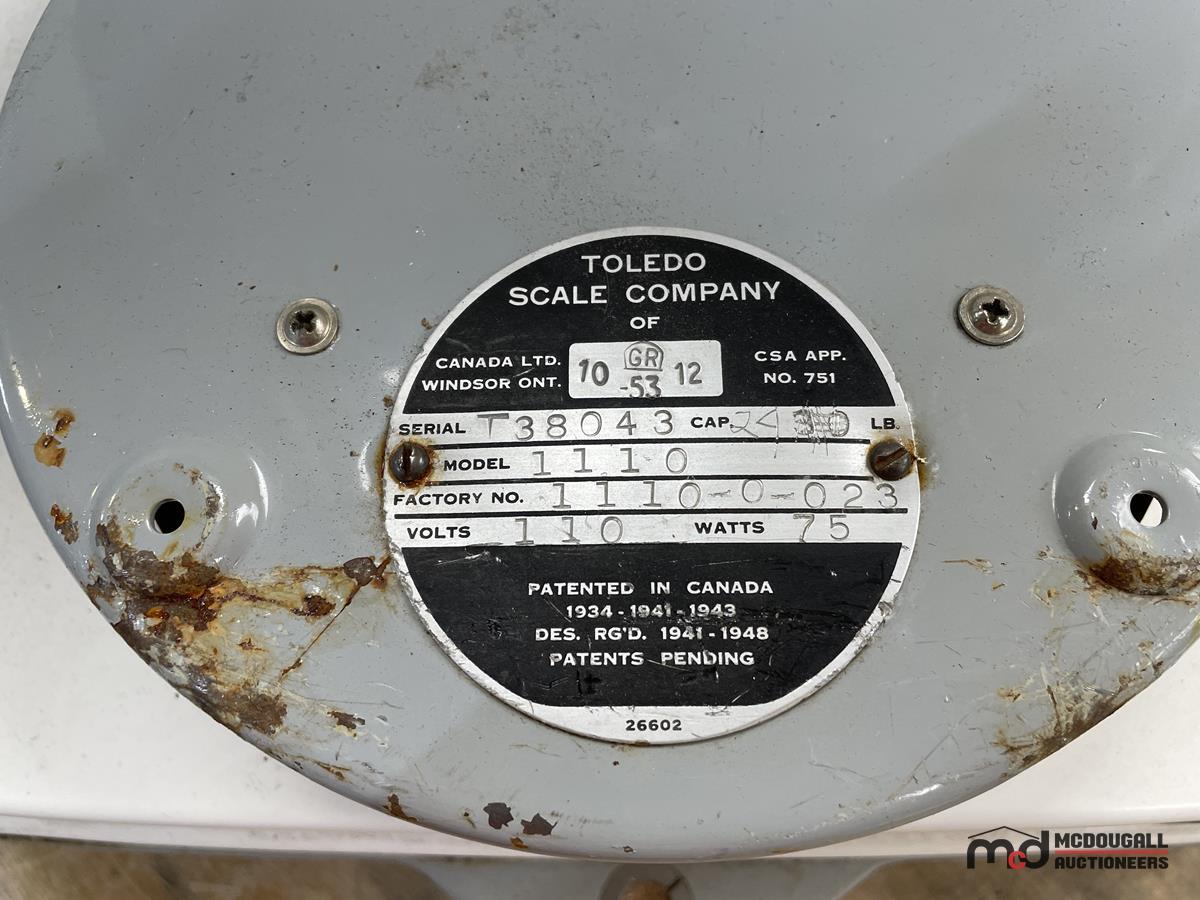 TOLEDO
SCALE COMPANY
OF
CANADA LTD.
WINDSOR ONT.
10 GR 12
-53
CSA APP.
NO. 751
SERIAL T38043 CAP. LB.
MODEL 1110
FACTORY NO. 1110-0-023
VOLTS 110 WATTS 75
PATENTED IN CANADA
1934 - 1941 - 1943
DES. RG'D. 1941 - 1948
PATENTS PENDING
26602
mcd MCDOUGALL
AUCTIONEERS